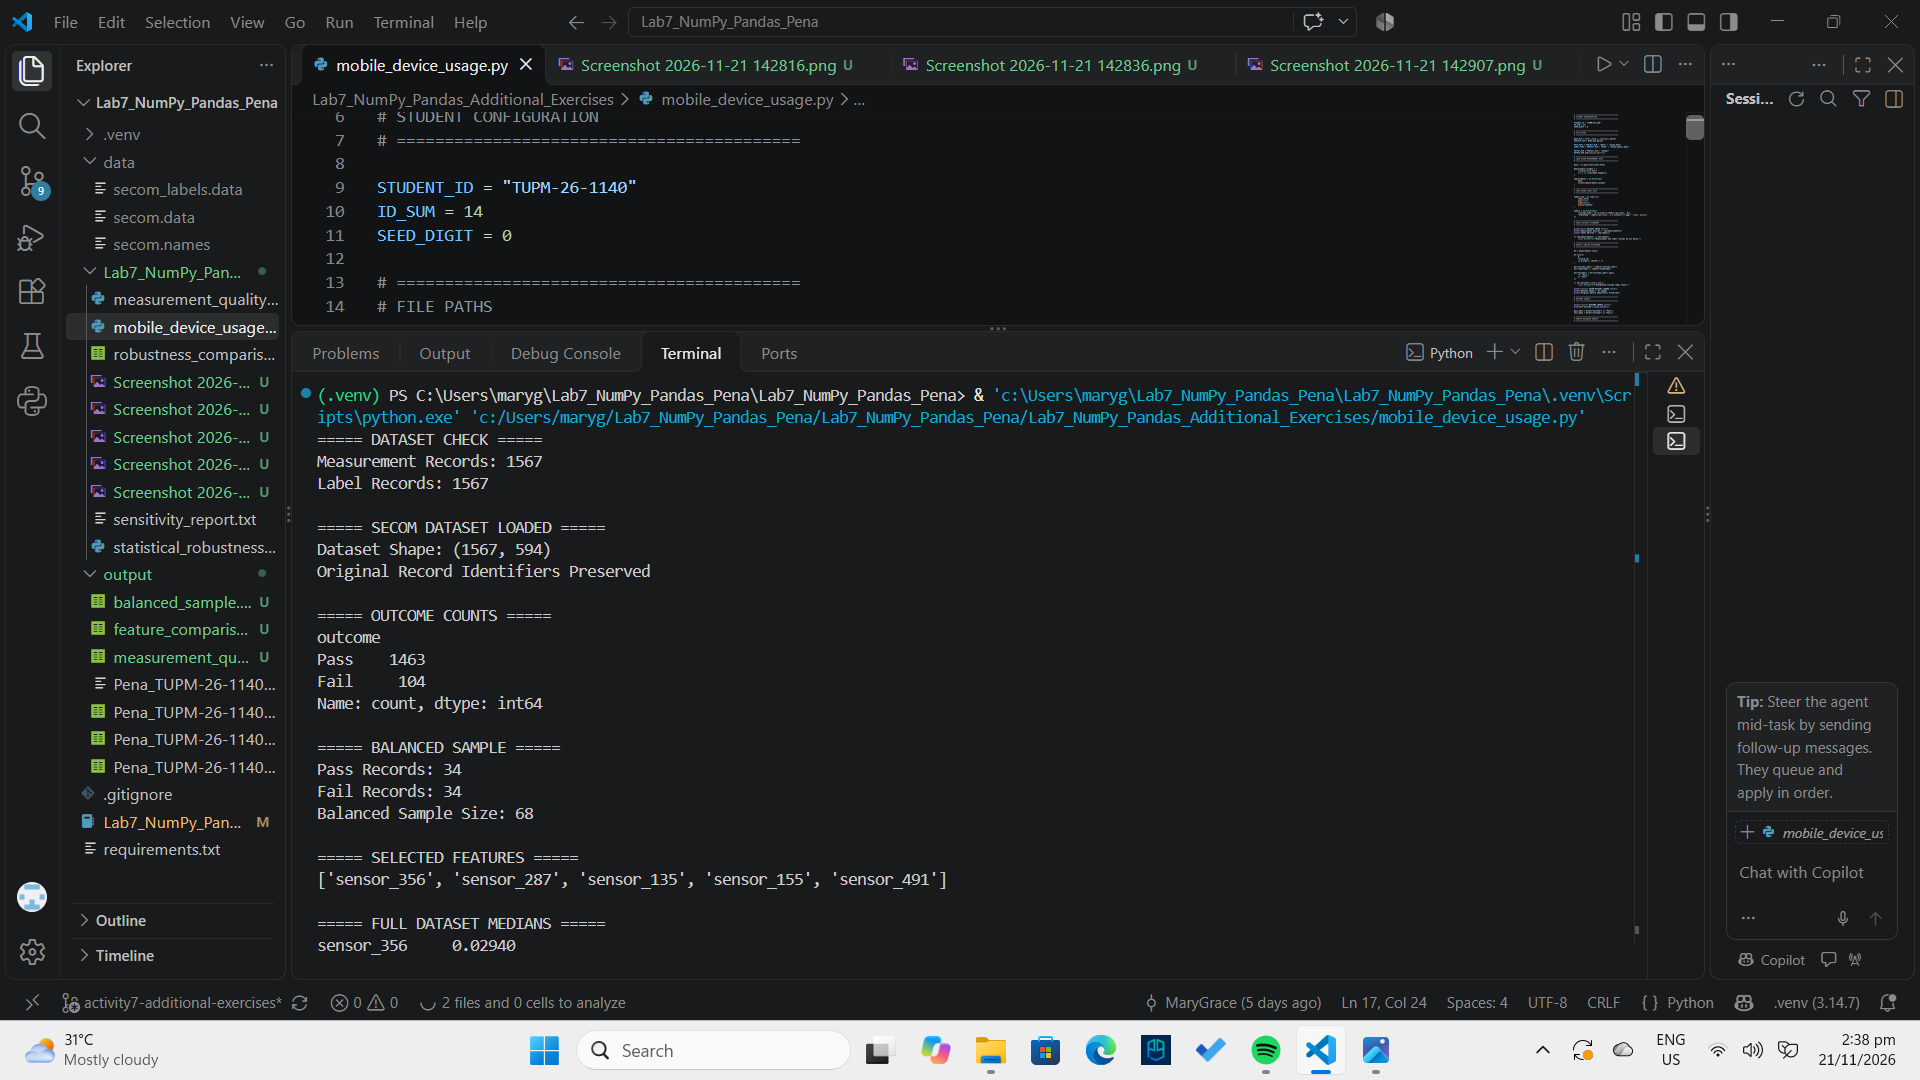 File Edit Selection View Go Run Terminal Help
Lab7_NumPy_Pandas_Pena
Explorer
Lab7_NumPy_Pandas_Pena
.venv
data
secom_labels.data
secom.data
secom.names
Lab7_NumPy_Pan...
measurement_quality...
mobile_device_usage...
robustness_comparis...
Screenshot 2026-... U
Screenshot 2026-... U
Screenshot 2026-... U
Screenshot 2026-... U
Screenshot 2026-... U
sensitivity_report.txt
statistical_robustness...
output
balanced_sample.... U
feature_comparis... U
measurement_qu... U
Pena_TUPM-26-1140...
Pena_TUPM-26-1140...
Pena_TUPM-26-1140...
Pena_TUPM-26-1140...
.gitignore
Lab7_NumPy_Pan... M
requirements.txt
Outline
Timeline
9
mobile_device_usage.py
Screenshot 2026-11-21 142816.png U
Screenshot 2026-11-21 142836.png U
Screenshot 2026-11-21 142907.png U
Lab7_NumPy_Pandas_Additional_Exercises > mobile_device_usage.py > ...
6 # STUDENT CONFIGURATION
7 # =============================================
8
9 STUDENT_ID = "TUPM-26-1140"
10 ID_SUM = 14
11 SEED_DIGIT = 0
12
13 # =============================================
14 # FILE PATHS
Problems Output Debug Console Terminal Ports
Python
(.venv) PS C:\Users\maryg\Lab7_NumPy_Pandas_Pena\Lab7_NumPy_Pandas_Pena> & 'c:\Users\maryg\Lab7_NumPy_Pandas_Pena\Lab7_NumPy_Pandas_Pena\.venv\Scr
ipts\python.exe' 'c:/Users/maryg/Lab7_NumPy_Pandas_Pena/Lab7_NumPy_Pandas_Pena/Lab7_NumPy_Pandas_Additional_Exercises/mobile_device_usage.py'
===== DATASET CHECK =====
Measurement Records: 1567
Label Records: 1567
===== SECOM DATASET LOADED =====
Dataset Shape: (1567, 594)
Original Record Identifiers Preserved
===== OUTCOME COUNTS =====
outcome
Pass 1463
Fail 104
Name: count, dtype: int64
===== BALANCED SAMPLE =====
Pass Records: 34
Fail Records: 34
Balanced Sample Size: 68
===== SELECTED FEATURES =====
['sensor_356', 'sensor_287', 'sensor_135', 'sensor_155', 'sensor_491']
===== FULL DATASET MEDIANS =====
sensor_356 0.02940
Sessi...
Tip: Steer the agent
mid-task by sending
follow-up messages.
They queue and
apply in order.
mobile_device_us
Chat with Copilot
Copilot
activity7-additional-exercises*
0 0
2 files and 0 cells to analyze
MaryGrace (5 days ago)
Ln 17, Col 24
Spaces: 4
UTF-8
CRLF
{ } Python
.venv (3.14.7)
31°C
Mostly cloudy
Search
ENG
US
2:38 pm
21/11/2026